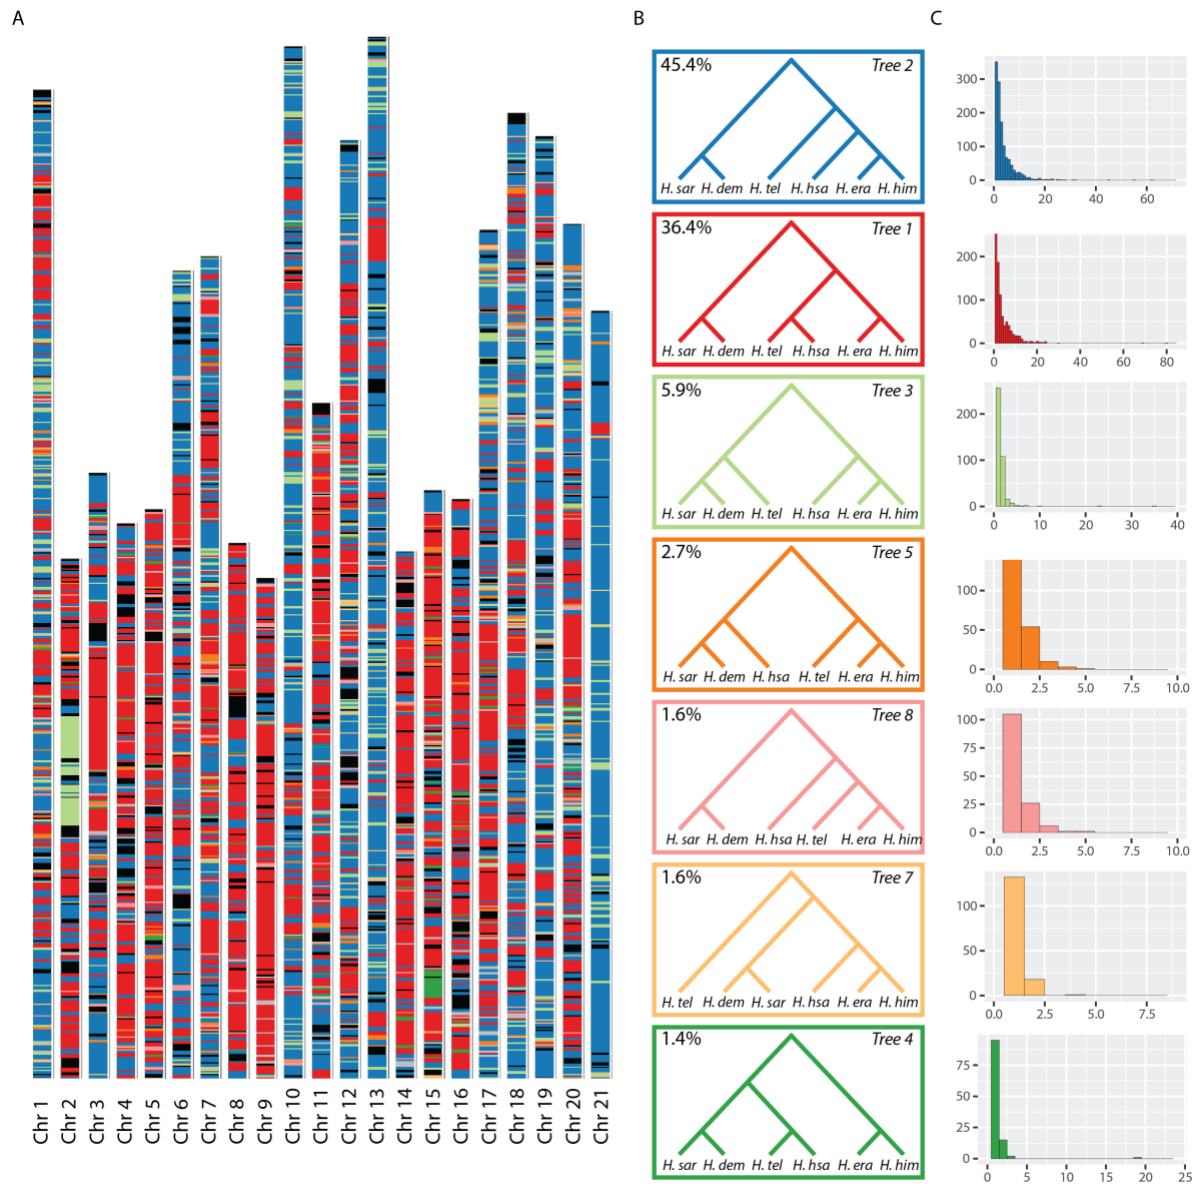 A
B
C
45.4%
Tree 2
H. sar H. dem H. tel H. hsa H. era H. him
300
200
100
0
0 20 40 60
36.4%
Tree 1
H. sar H. dem H. tel H. hsa H. era H. him
200
100
0
0 20 40 60 80
5.9%
Tree 3
H. sar H. dem H. tel H. hsa H. era H. him
200
100
0
0 10 20 30 40
2.7%
Tree 5
H. sar H. dem H. hsa H. tel H. era H. him
100
50
0
0.0 2.5 5.0 7.5 10.0
1.6%
Tree 8
H. sar H. dem H. hsa H. tel H. era H. him
100
75
50
25
0
0.0 2.5 5.0 7.5 10.0
1.6%
Tree 7
H. tel H. dem H. sar H. hsa H. era H. him
100
50
0
0.0 2.5 5.0 7.5
1.4%
Tree 4
H. sar H. dem H. tel H. hsa H. era H. him
75
50
25
0
0 5 10 15 20 25
Chr 1
Chr 2
Chr 3
Chr 4
Chr 5
Chr 6
Chr 7
Chr 8
Chr 9
Chr 10
Chr 11
Chr 12
Chr 13
Chr 14
Chr 15
Chr 16
Chr 17
Chr 18
Chr 19
Chr 20
Chr 21